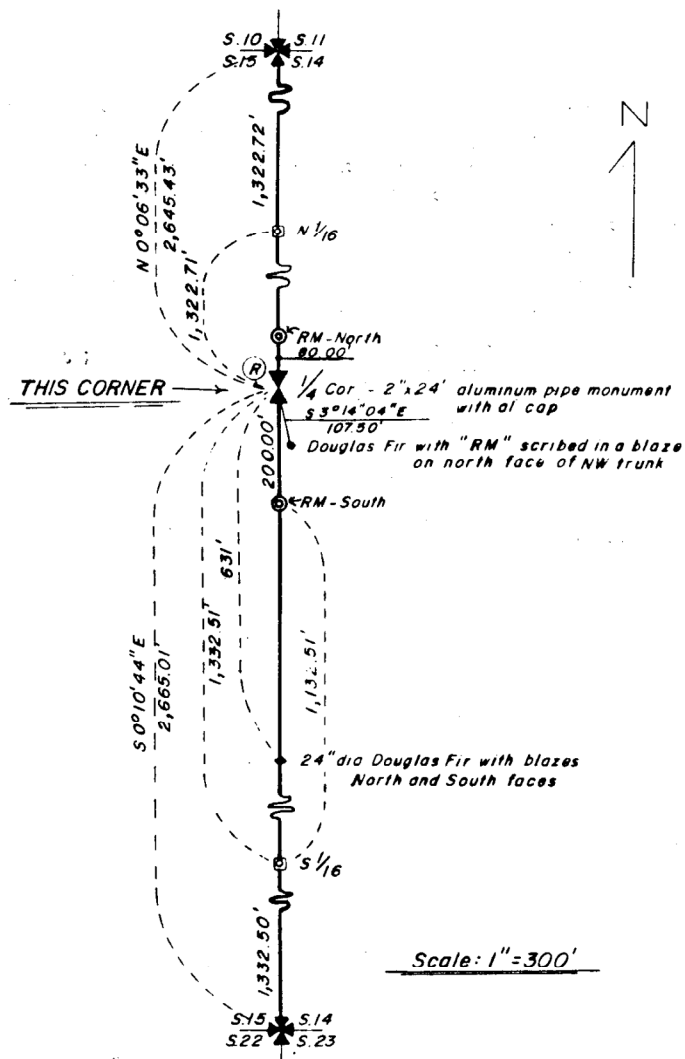 S.10 S.11
S.15 S.14
N
N 0°06'33"E
2,645.43'
1,322.72'
1,322.71'
N 1/16
RM-North
80.00'
R
THIS CORNER
1/4 Cor - 2"x24' aluminum pipe monument
with al cap
S 3°14'04"E
107.50'
Douglas Fir with "RM" scribed in a blaze
on north face of NW trunk
200.00'
RM-South
631'
1,332.51'
1,132.51'
S 0°10'44"E
2,665.01'
24" dia Douglas Fir with blazes
North and South faces
S 1/16
1,332.50'
Scale: 1"=300'
S.15 S.14
S.22 S.23